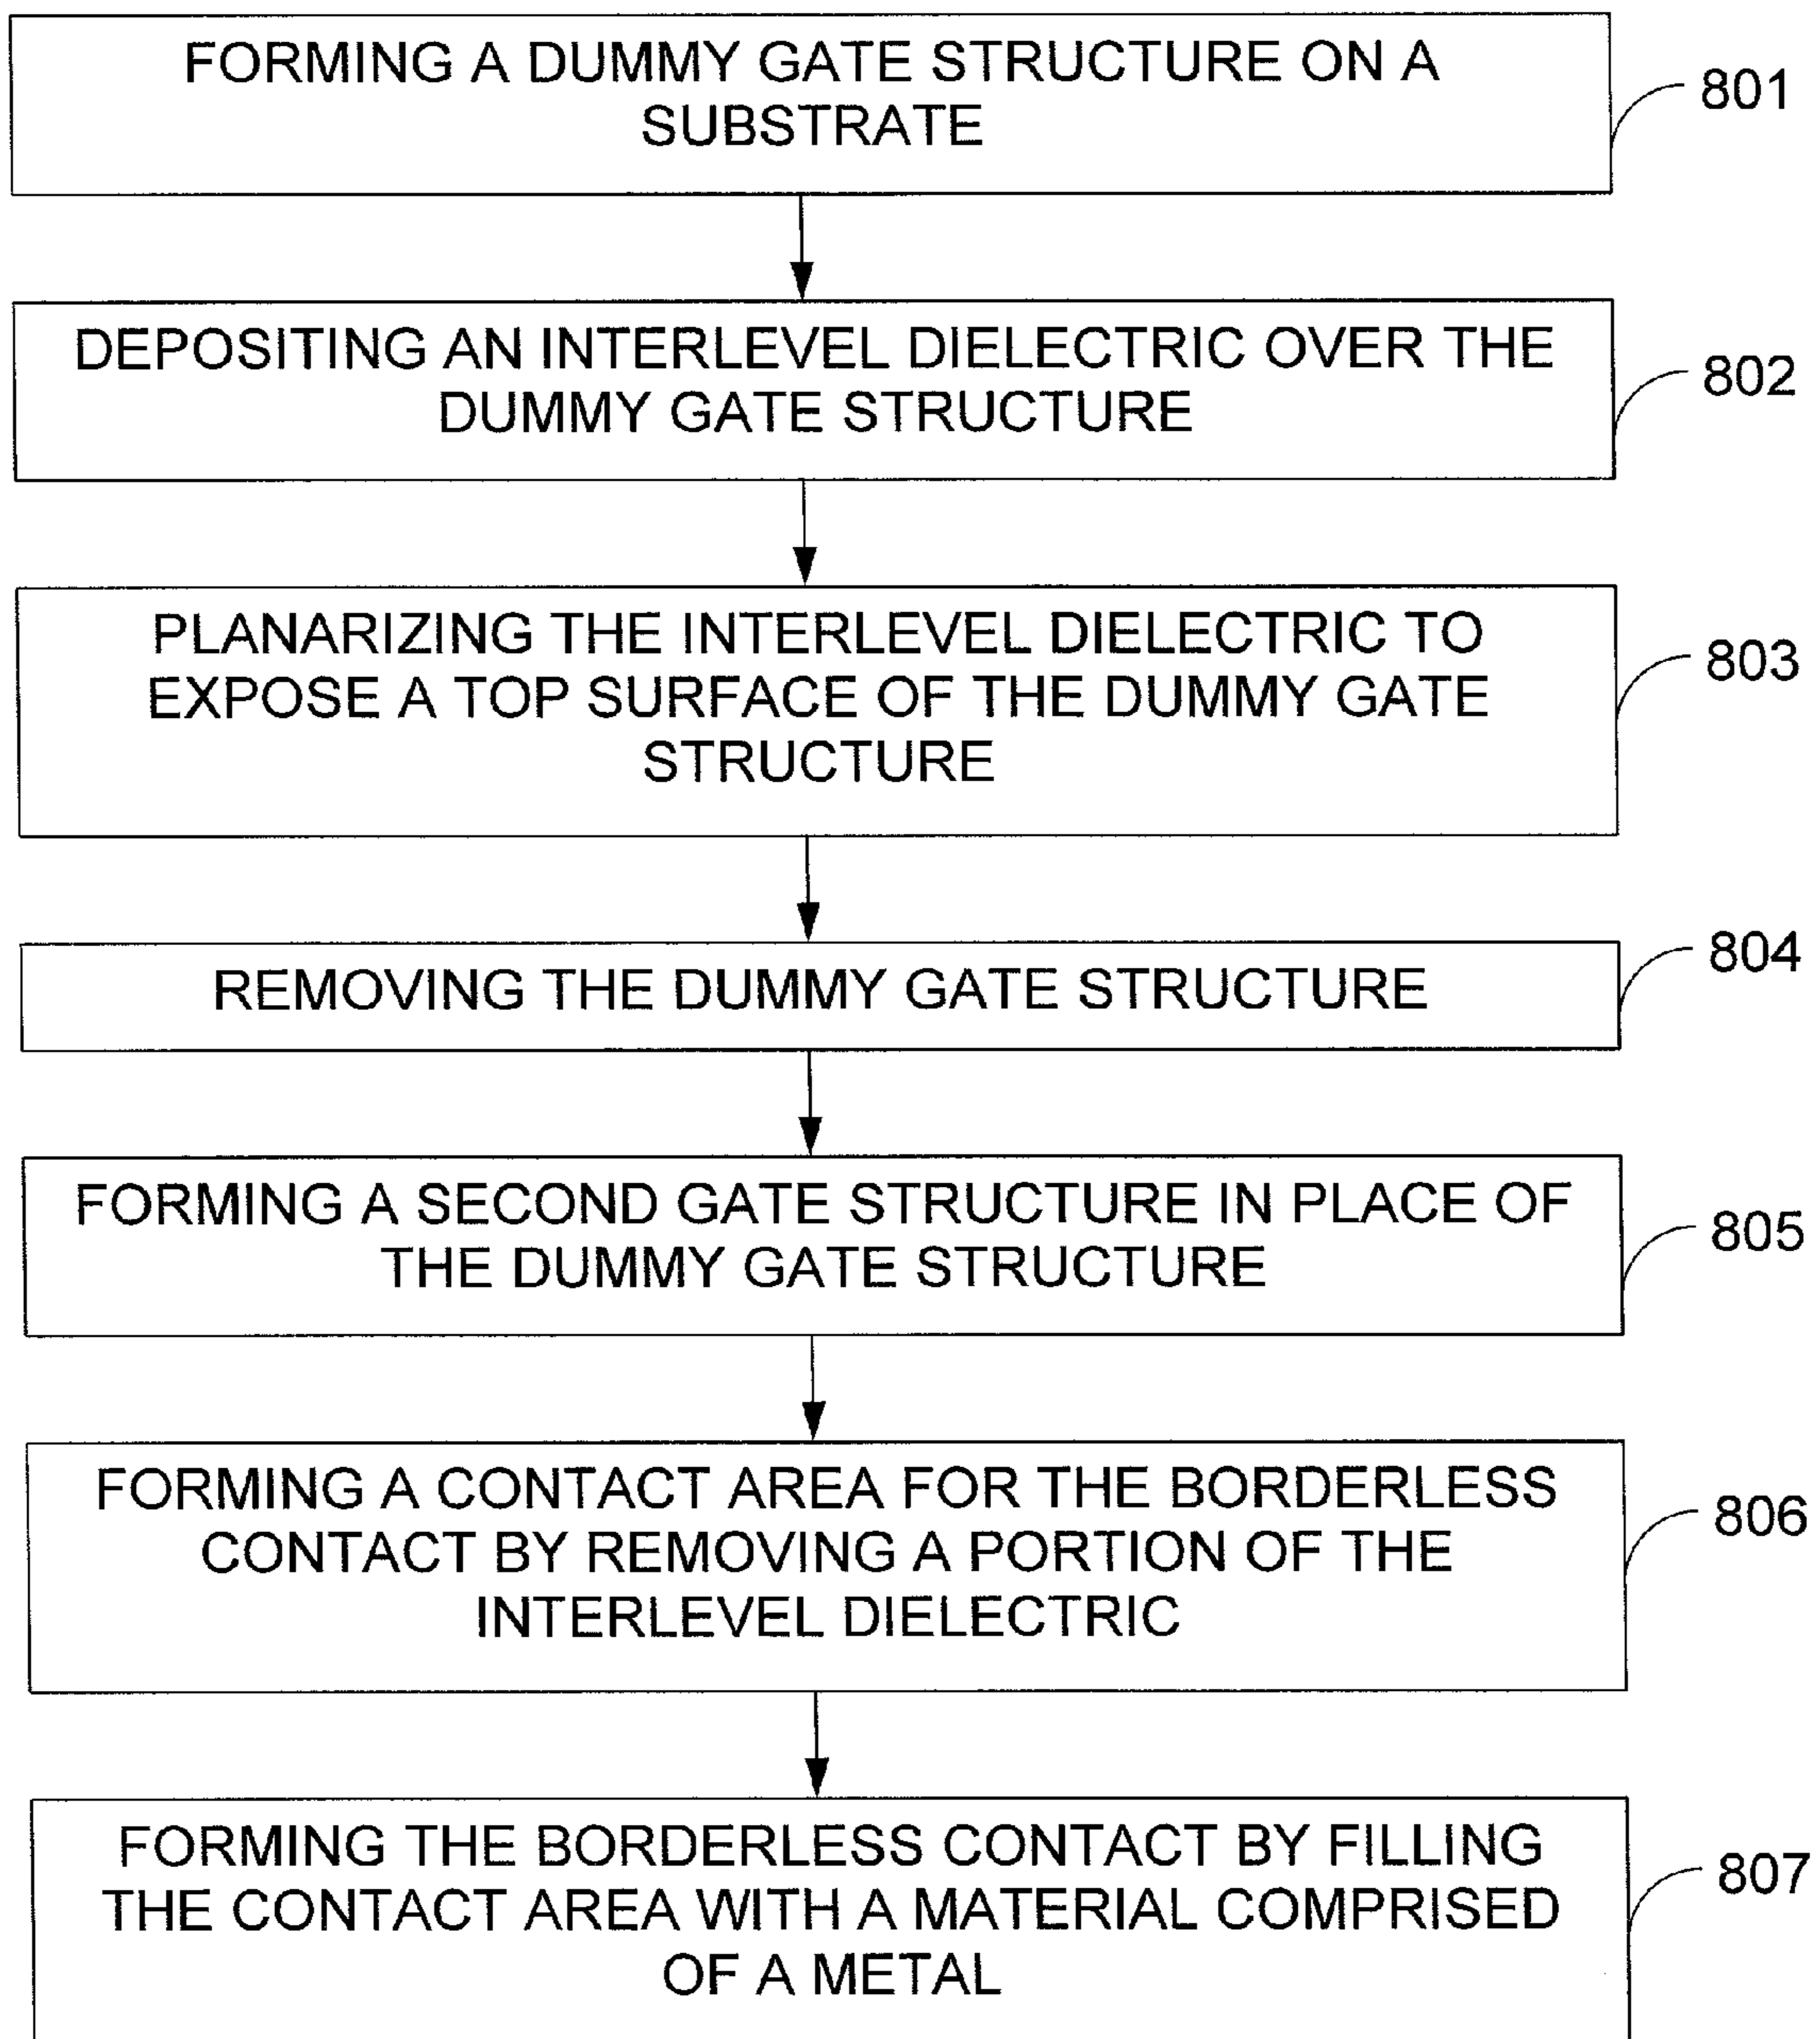 FORMING A DUMMY GATE STRUCTURE ON A
SUBSTRATE
801
DEPOSITING AN INTERLEVEL DIELECTRIC OVER THE
DUMMY GATE STRUCTURE
802
PLANARIZING THE INTERLEVEL DIELECTRIC TO
EXPOSE A TOP SURFACE OF THE DUMMY GATE
STRUCTURE
803
REMOVING THE DUMMY GATE STRUCTURE
804
FORMING A SECOND GATE STRUCTURE IN PLACE OF
THE DUMMY GATE STRUCTURE
805
FORMING A CONTACT AREA FOR THE BORDERLESS
CONTACT BY REMOVING A PORTION OF THE
INTERLEVEL DIELECTRIC
806
FORMING THE BORDERLESS CONTACT BY FILLING
THE CONTACT AREA WITH A MATERIAL COMPRISED
OF A METAL
807